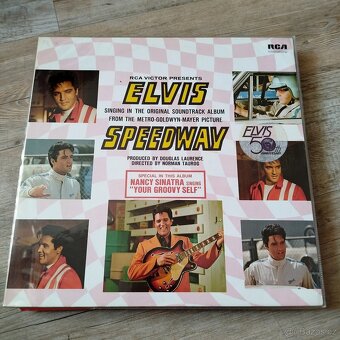 RCA
RCA VICTOR PRESENTS
ELVIS
SINGING IN THE ORIGINAL SOUNDTRACK ALBUM
FROM THE METRO-GOLDWYN-MAYER PICTURE
SPEEDWAY
ELVIS
50
PRODUCED BY DOUGLAS LAURENCE
DIRECTED BY NORMAN TAUROG
SPECIAL IN THIS ALBUM
NANCY SINATRA SINGING
"YOUR GROOVY SELF"